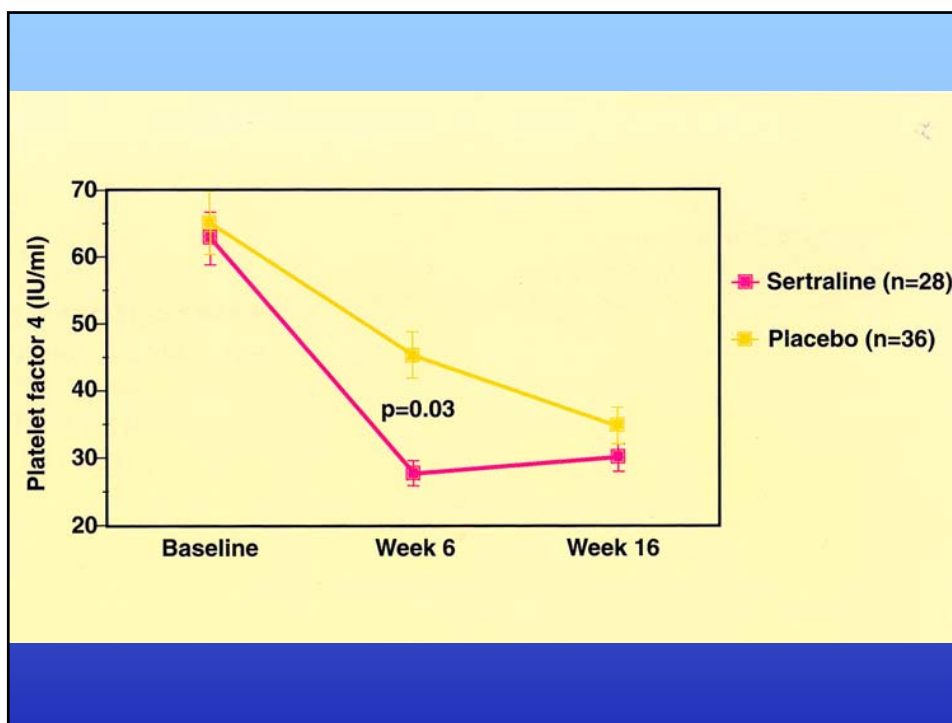 Platelet factor 4 (IU/ml)
70
60
50
40
30
20
Baseline
Week 6
Week 16
p=0.03
Sertraline (n=28)
Placebo (n=36)